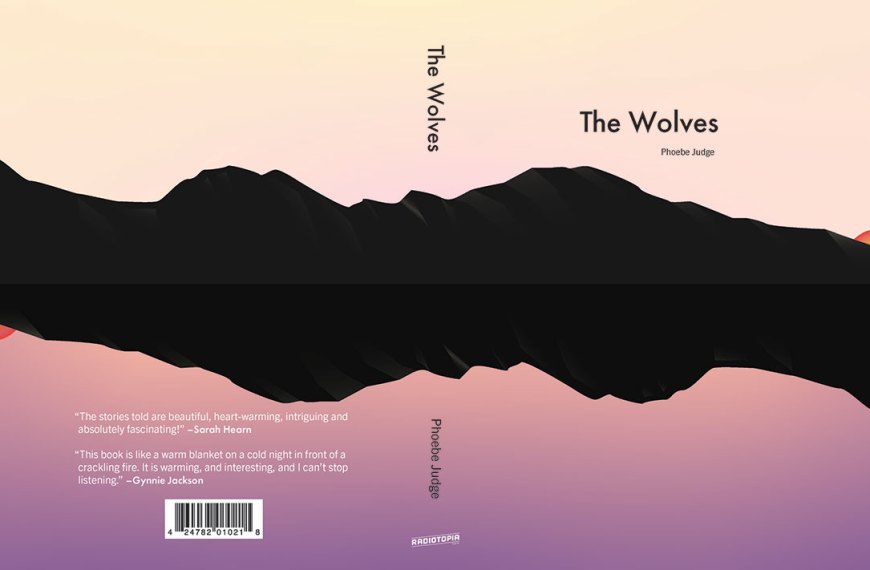 The Wolves
The Wolves
Phoebe Judge
“The stories told are beautiful, heart-warming, intriguing and
absolutely fascinating!” –Sarah Hearn
“This book is like a warm blanket on a cold night in front of a
crackling fire. It is warming, and interesting, and I can’t stop
listening.” –Gynnie Jackson
4 24782 01021 8
Phoebe Judge
RADIOTOPIA